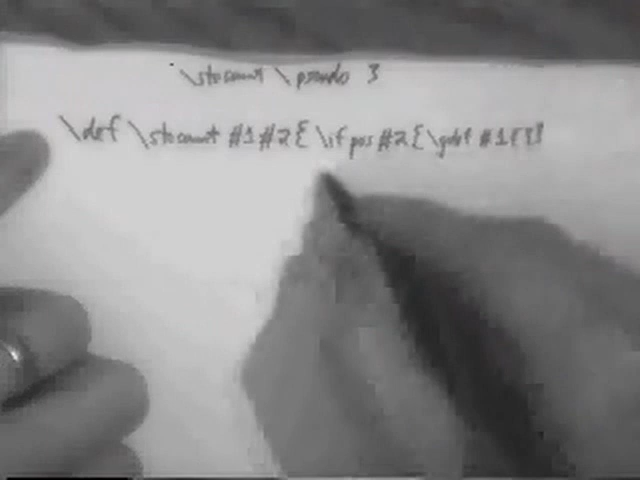 \stocount \pseudo 3
\def \stocount #1#2{ \ifpos #2{ \gdef #1{}}